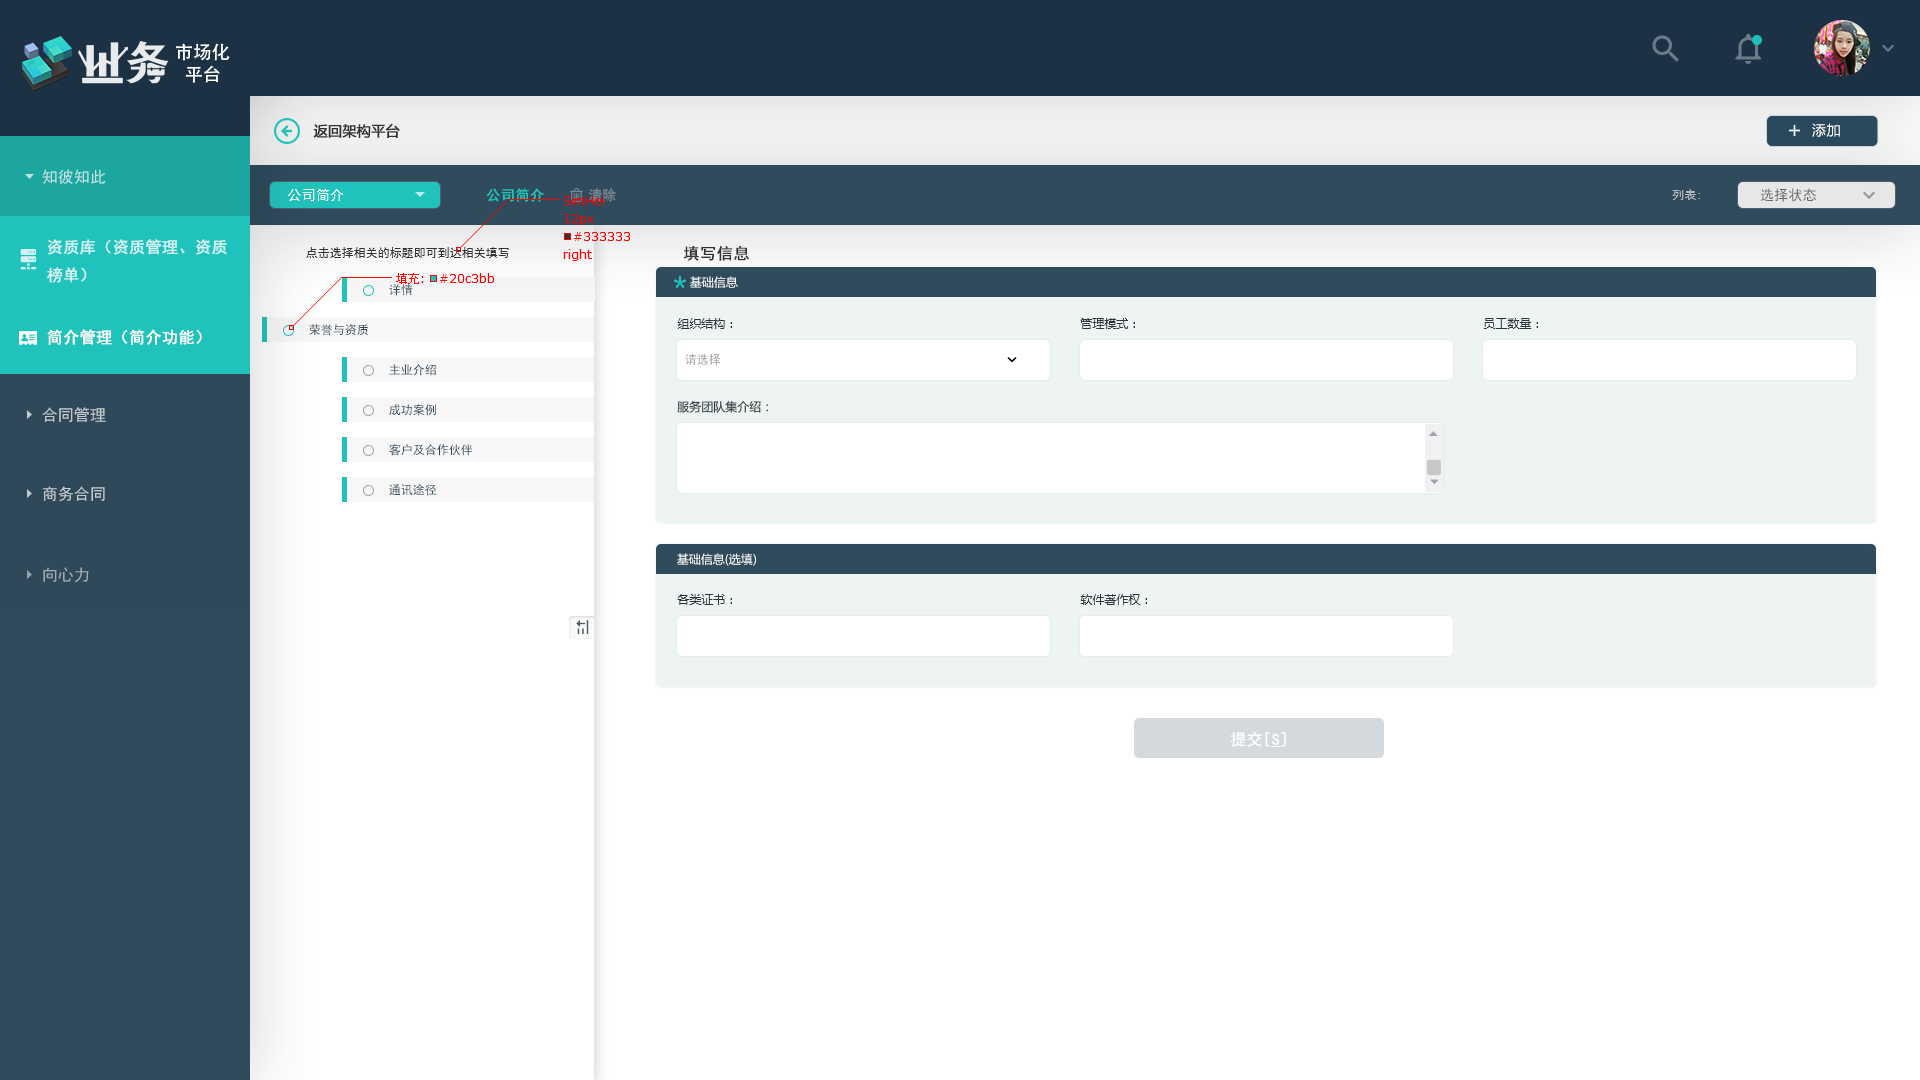 业务 市场化
平台
返回架构平台
+ 添加
知彼知此
公司简介
公司简介
清除
列表:
选择状态
资质库（资质管理、资质
榜单）
简介管理（简介功能）
合同管理
商务合同
向心力
点击选择相关的标题即可到达相关填写
12px
#333333
right
填充: #20c3bb
详情
荣誉与资质
主业介绍
成功案例
客户及合作伙伴
通讯途径
填写信息
基础信息
组织结构：
管理模式：
员工数量：
请选择
服务团队集介绍：
基础信息(选填)
各类证书：
软件著作权：
提交[S]